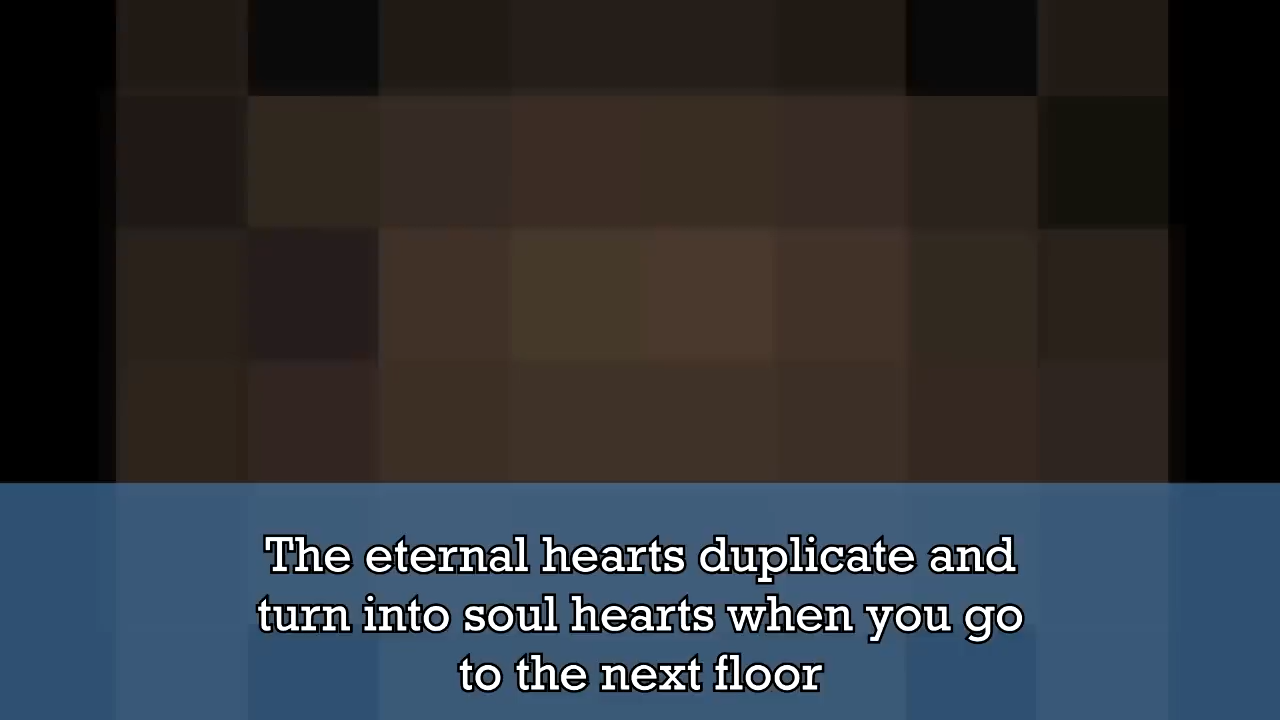 The eternal hearts duplicate and
turn into soul hearts when you go
to the next floor